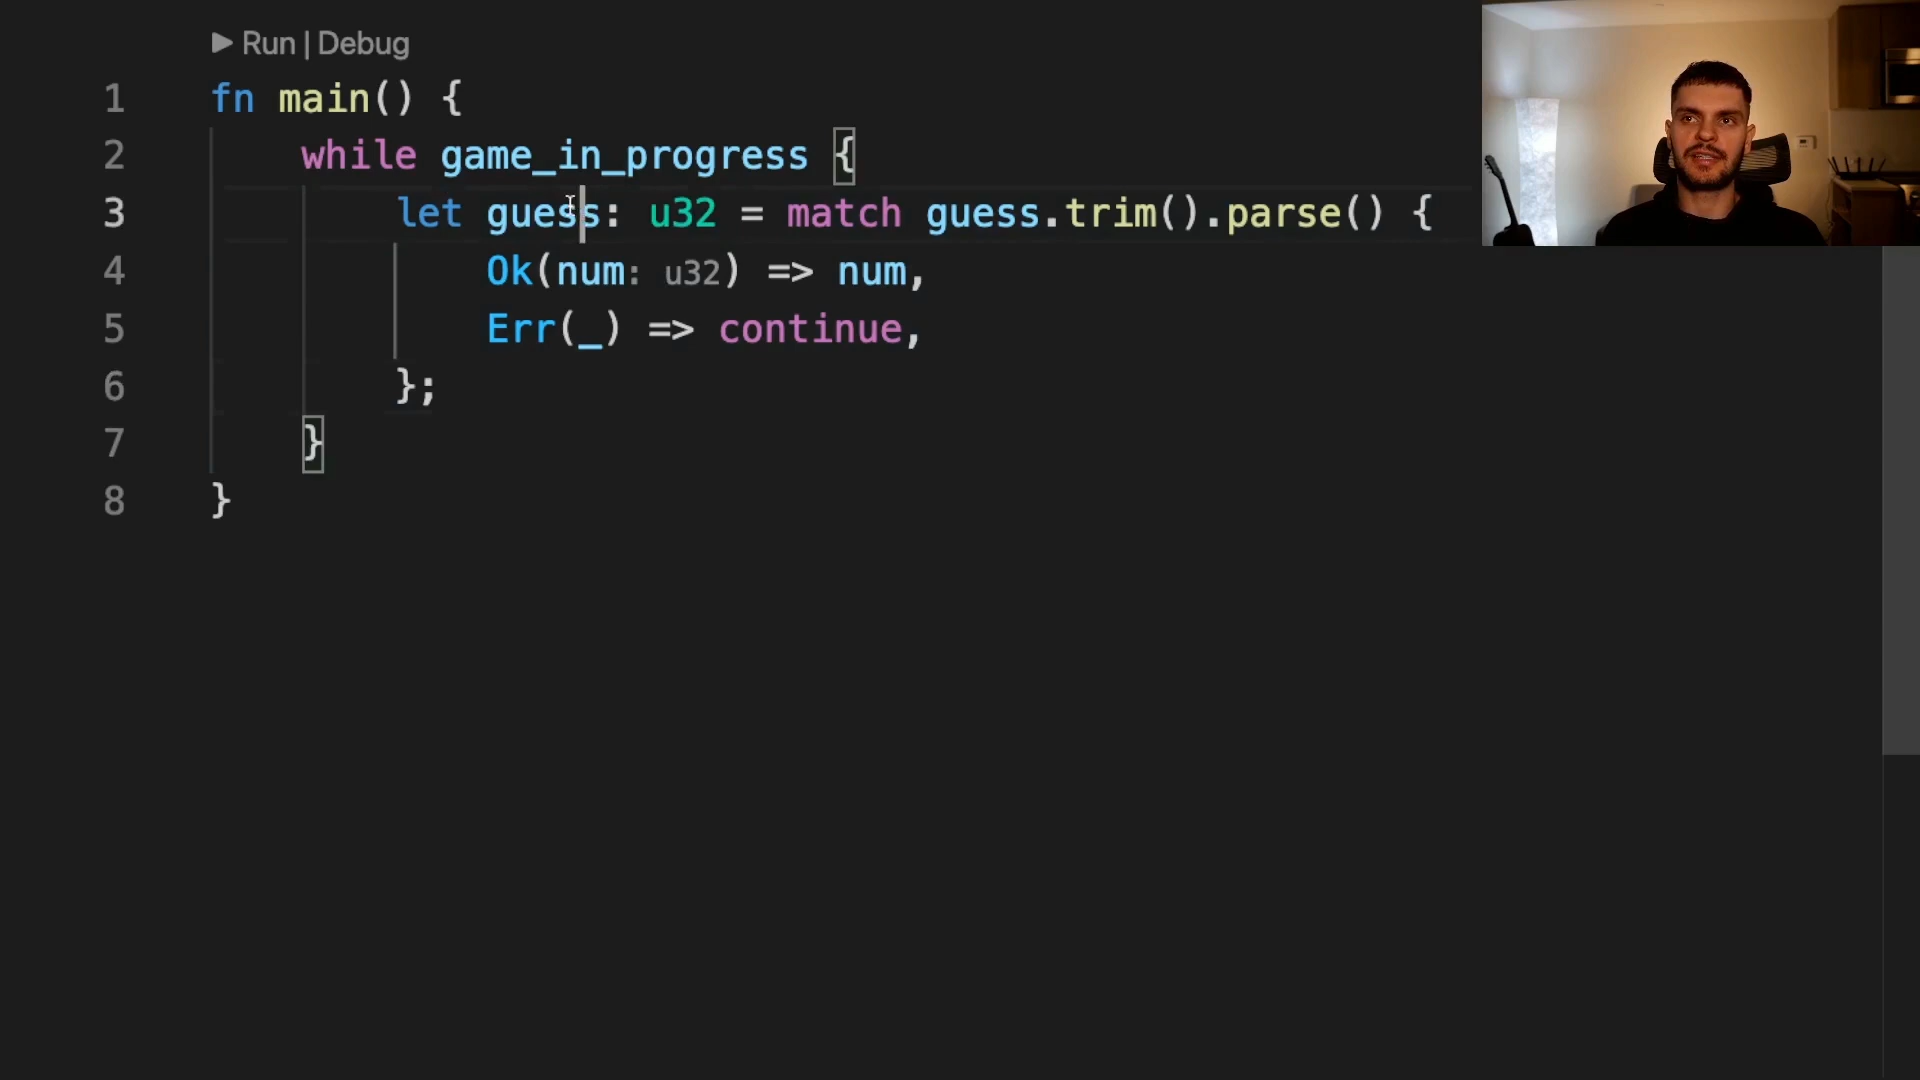 Run | Debug
1 fn main() {
2 while game_in_progress {
3 let guess: u32 = match guess.trim().parse() {
4 Ok(num: u32) => num,
5 Err(_) => continue,
6 };
7 }
8 }